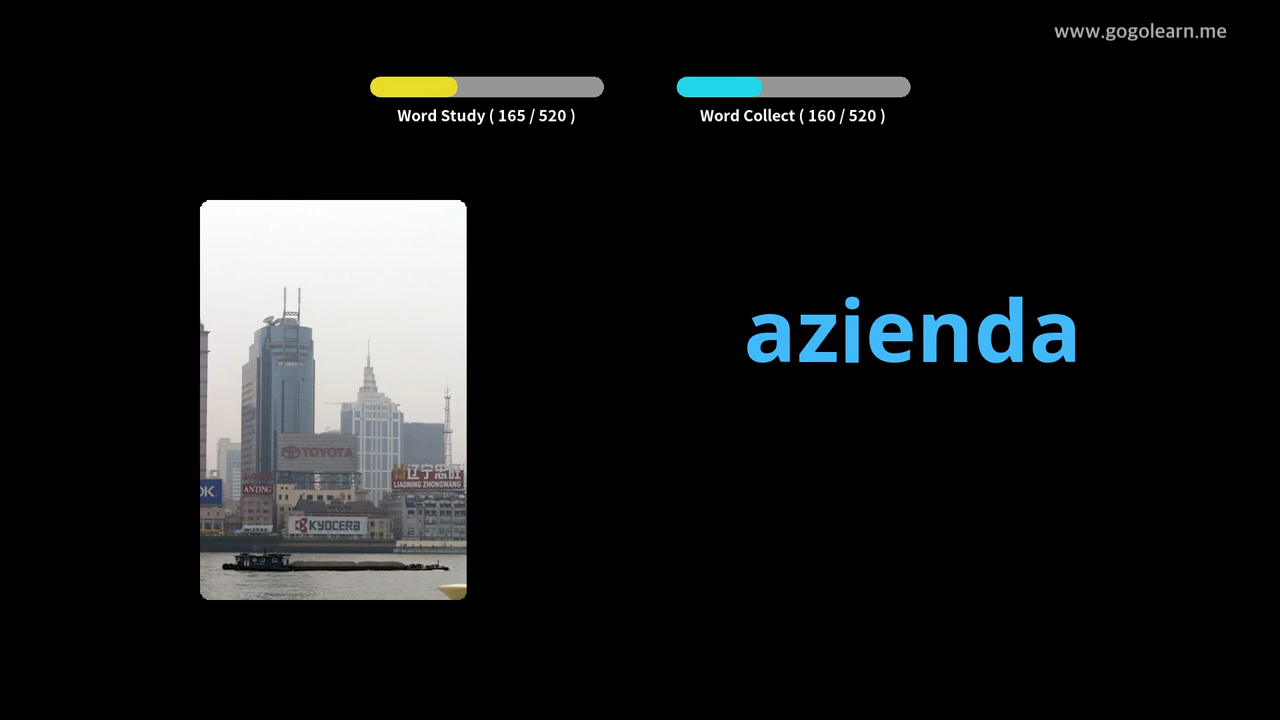 www.gogolearn.me
Word Study ( 165 / 520 )
Word Collect ( 160 / 520 )
azienda
TOYOTA
辽宁忠旺
LIAONING ZHONGWANG
OK
ANTING
KYOCERA